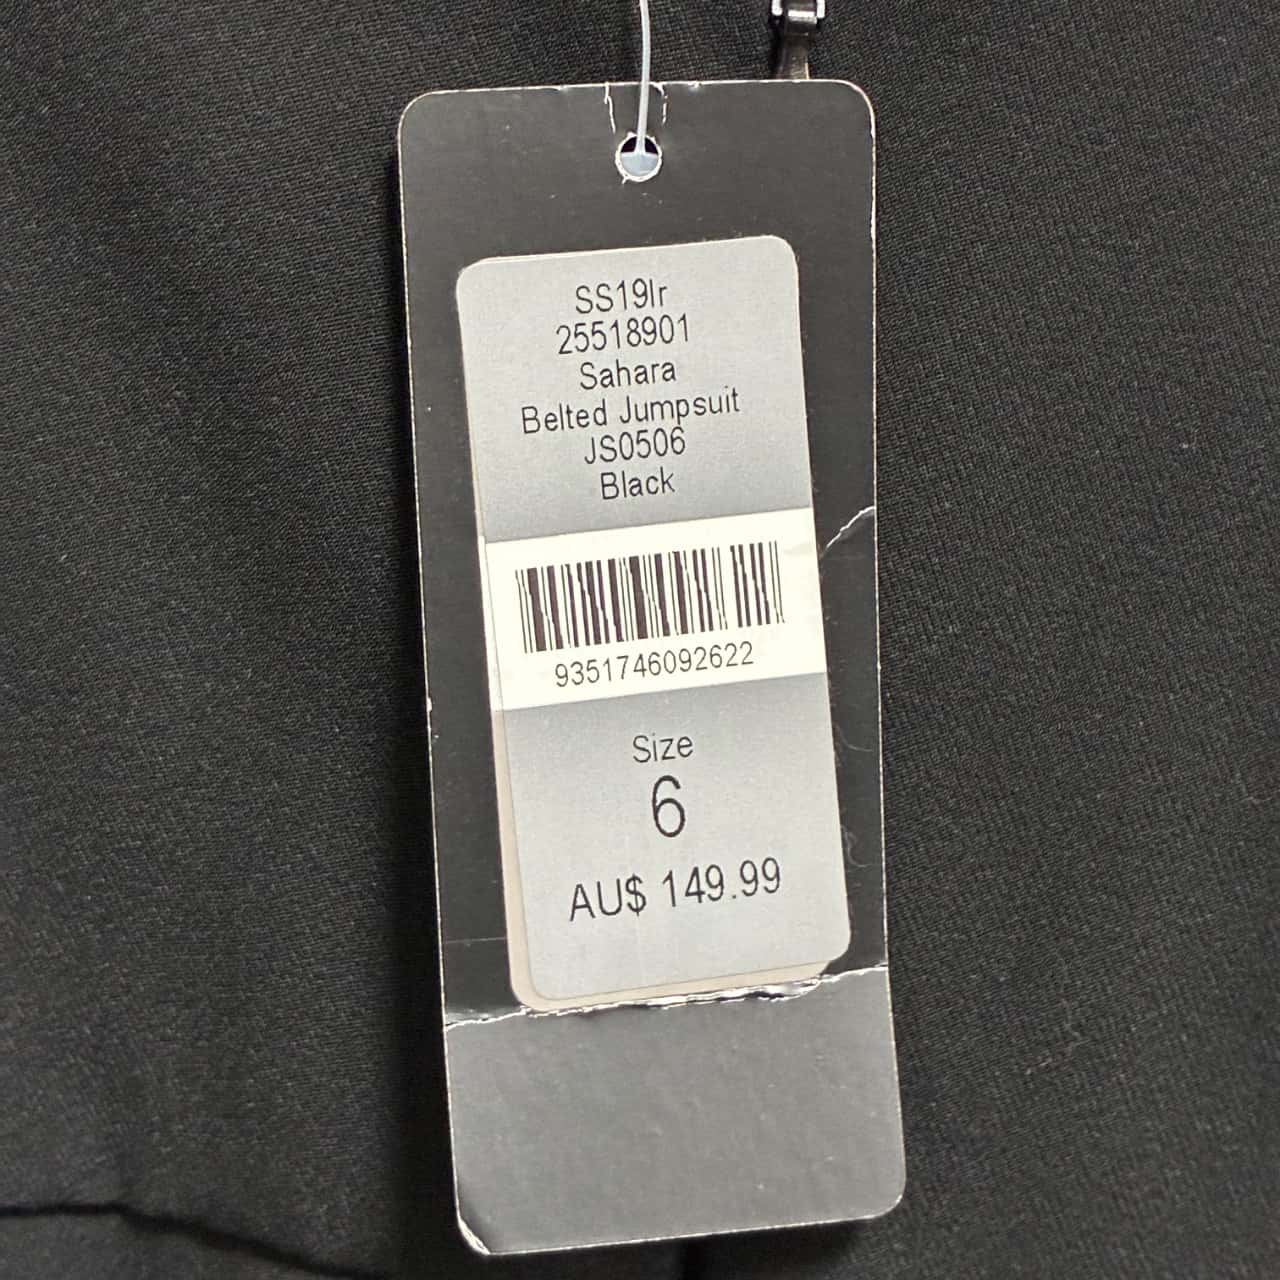 SS19lr
25518901
Sahara
Belted Jumpsuit
JS0506
Black
9351746092622
Size
6
AU$ 149.99